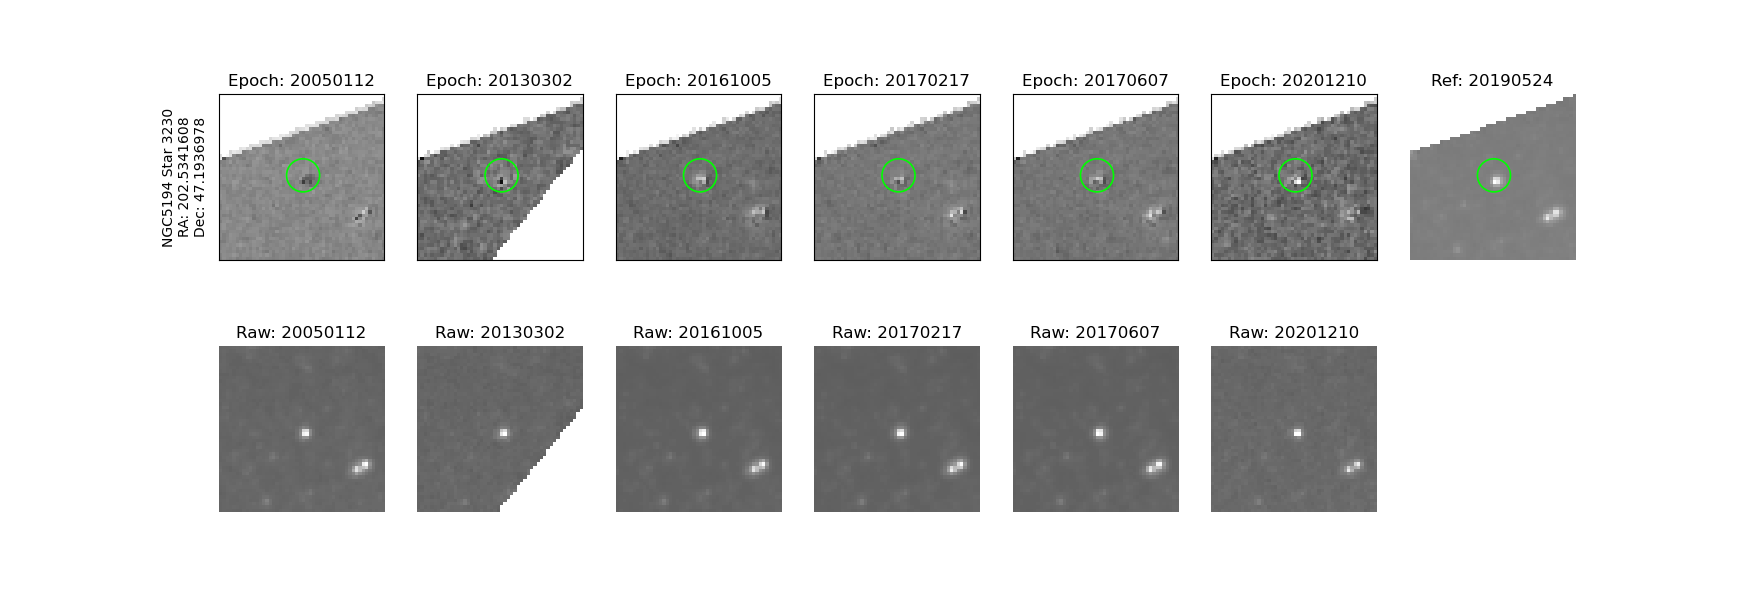 Epoch: 20050112
Epoch: 20130302
Epoch: 20161005
Epoch: 20170217
Epoch: 20170607
Epoch: 20201210
Ref: 20190524
NGC5194 Star 3230
RA: 202.5341608
Dec: 47.1936978
Raw: 20050112
Raw: 20130302
Raw: 20161005
Raw: 20170217
Raw: 20170607
Raw: 20201210